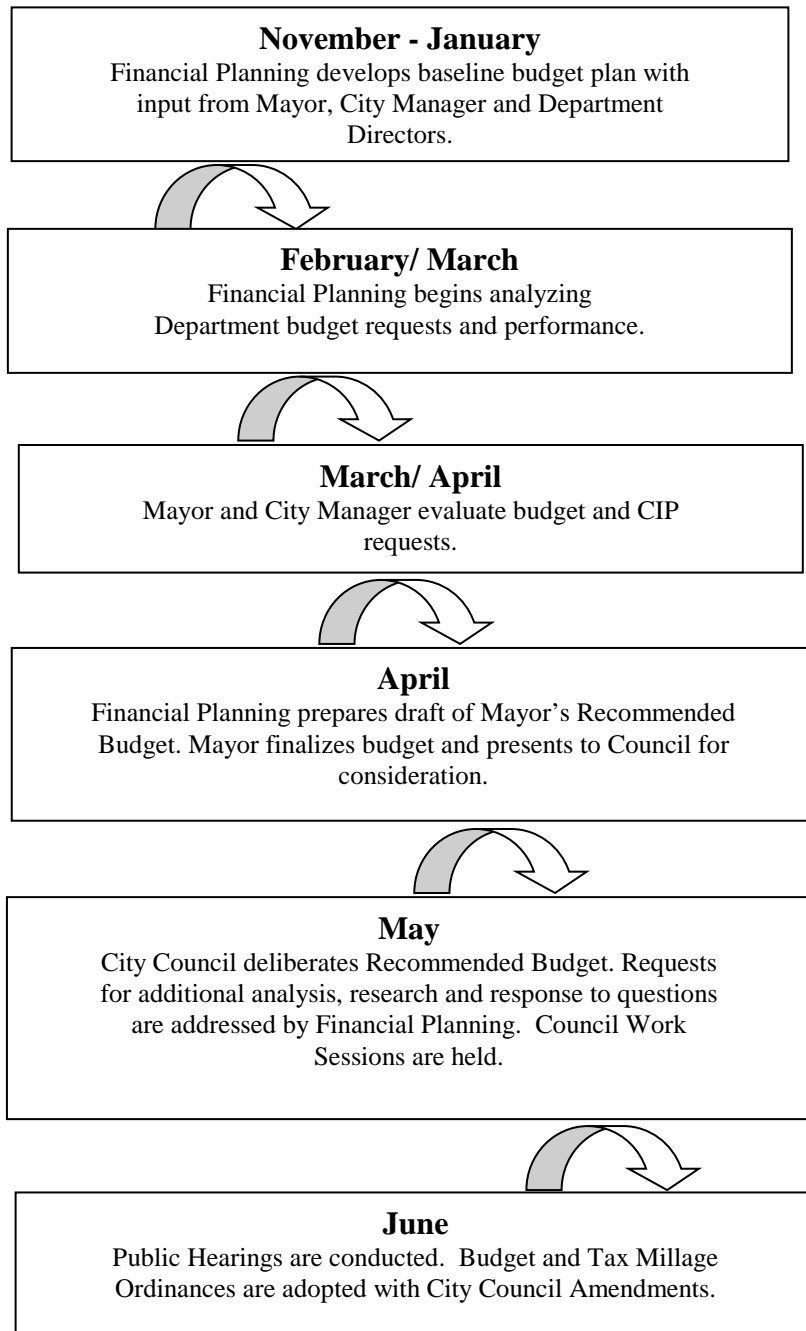 November - January
Financial Planning develops baseline budget plan with
input from Mayor, City Manager and Department
Directors.
February/ March
Financial Planning begins analyzing
Department budget requests and performance.
March/ April
Mayor and City Manager evaluate budget and CIP
requests.
April
Financial Planning prepares draft of Mayor’s Recommended
Budget. Mayor finalizes budget and presents to Council for
consideration.
May
City Council deliberates Recommended Budget. Requests
for additional analysis, research and response to questions
are addressed by Financial Planning.  Council Work
Sessions are held.
June
Public Hearings are conducted.  Budget and Tax Millage
Ordinances are adopted with City Council Amendments.